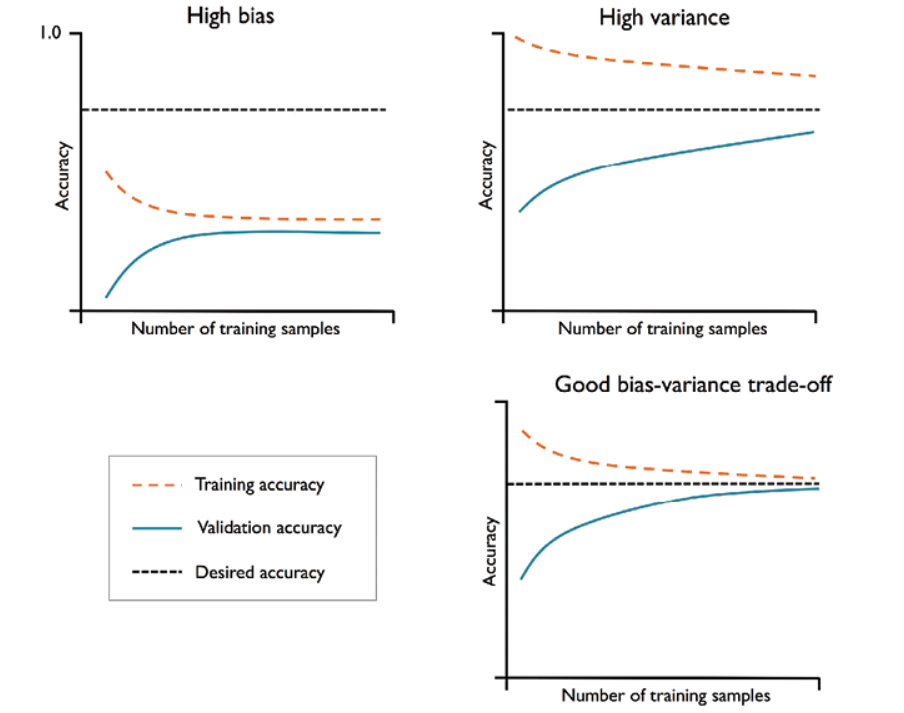 High bias
1.0
Accuracy
Number of training samples
High variance
Accuracy
Number of training samples
Good bias-variance trade-off
Accuracy
Number of training samples
Training accuracy
Validation accuracy
Desired accuracy